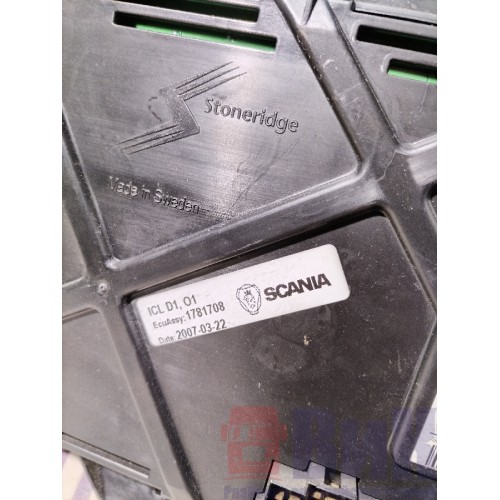 Stoneridge
Made in Sweden
ICL D1, O1
EcuAssy:1781708
Date 2007-03-22
SCANIA